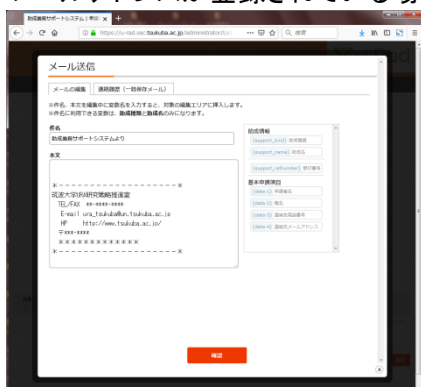 助成業務サポートシステム
https://u-rad.sec.tsukuba.ac.jp/administrator/
検索
メール送信
メールの編集
連絡履歴（一時保存メール）
※件名、本文を編集中に変数名を入力すると、対象の編集エリアに挿入します。
※件名に利用できる変数は、助成種類と助成名のみになります。
件名
助成業務サポートシステムより
本文
*--------------------*
筑波大学URA研究戦略推進室
TEL/FAX **-****-****
E-mail ura_tsukuba@un.tsukuba.ac.jp
HP http://www.tsukuba.ac.jp/
〒***-****
*************
*--------------------*
助成情報
{support_kind} 助成種類
{support_name} 助成名
受付番号
基本申請項目
{data-1} 申請者名
{data-2} 職名
{data-3} 連絡先電話番号
{data-4} 連絡先メールアドレス
確認